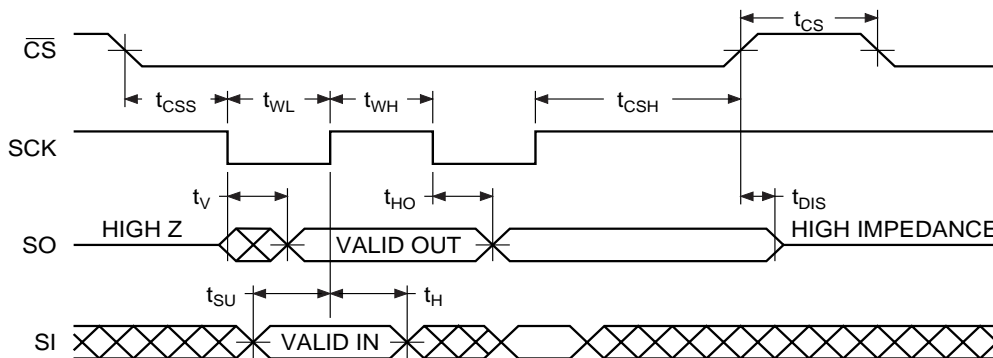 CS
tCS
tCSS
tWL
tWH
tCSH
SCK
tV
tHO
tDIS
HIGH Z
HIGH IMPEDANCE
SO
VALID OUT
tSU
tH
SI
VALID IN